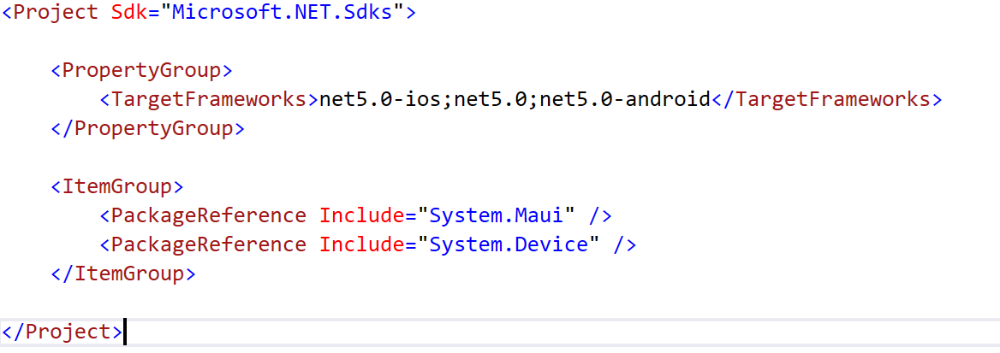 <Project Sdk="Microsoft.NET.Sdks">
<PropertyGroup>
<TargetFrameworks>net5.0-ios;net5.0;net5.0-android</TargetFrameworks>
</PropertyGroup>
<ItemGroup>
<PackageReference Include="System.Maui" />
<PackageReference Include="System.Device" />
</ItemGroup>
</Project>